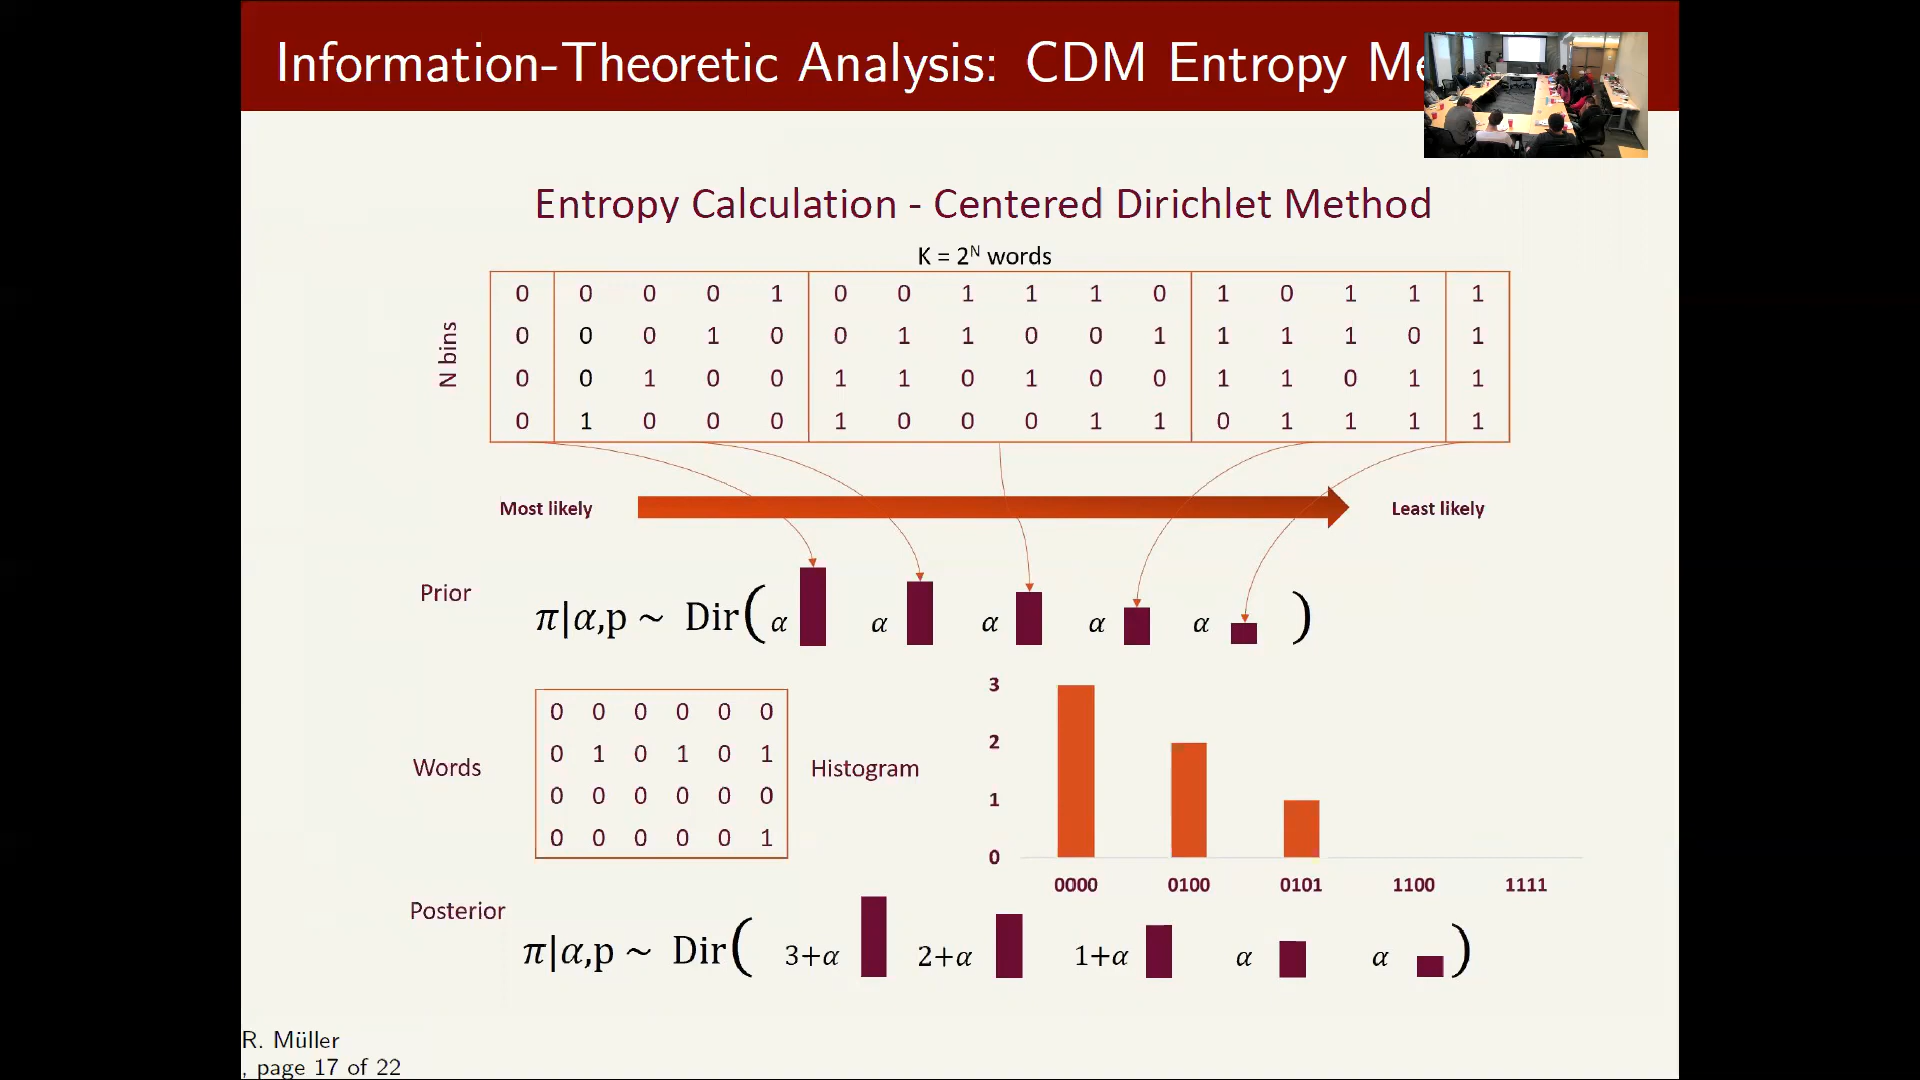 Information-Theoretic Analysis: CDM Entropy
Entropy Calculation - Centered Dirichlet Method
K = 2ᴺ words
N bins
0 0 0 0 1 0 0 1 1 1 0 1 0 1 1 1
0 0 0 1 0 0 1 1 0 0 1 1 1 1 0 1
0 0 1 0 0 1 1 0 1 0 0 1 1 0 1 1
0 1 0 0 0 1 0 0 0 1 1 0 1 1 1 1
Most likely
Least likely
Prior
π|α,p ~ Dir( α α α α α )
Words
0 0 0 0 0 0
0 1 0 1 0 1
0 0 0 0 0 0
0 0 0 0 0 1
Histogram
3
2
1
0
0000 0100 0101 1100 1111
Posterior
π|α,p ~ Dir( 3+α 2+α 1+α α α )
R. Müller
, page 17 of 22